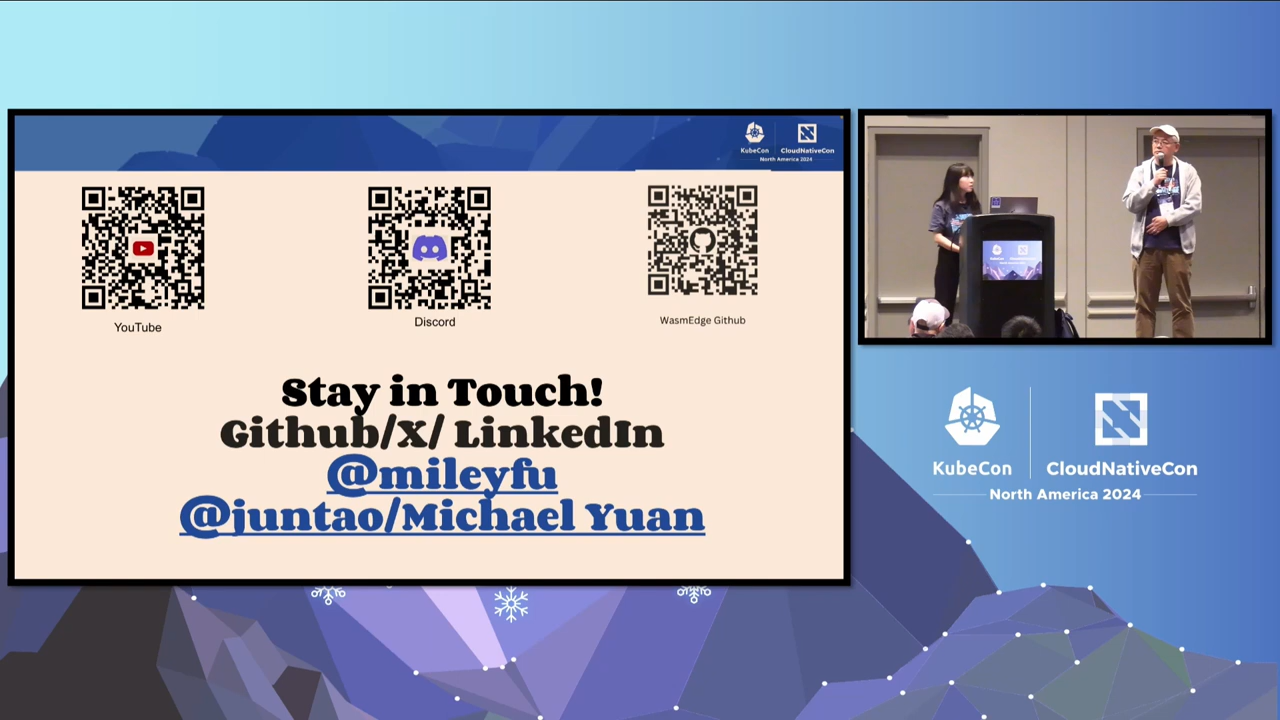 KubeCon
CloudNativeCon
North America 2024
YouTube
Discord
WasmEdge Github
Stay in Touch!
Github/X/ LinkedIn
@mileyfu
@juntao/Michael Yuan
KubeCon
CloudNativeCon
North America 2024